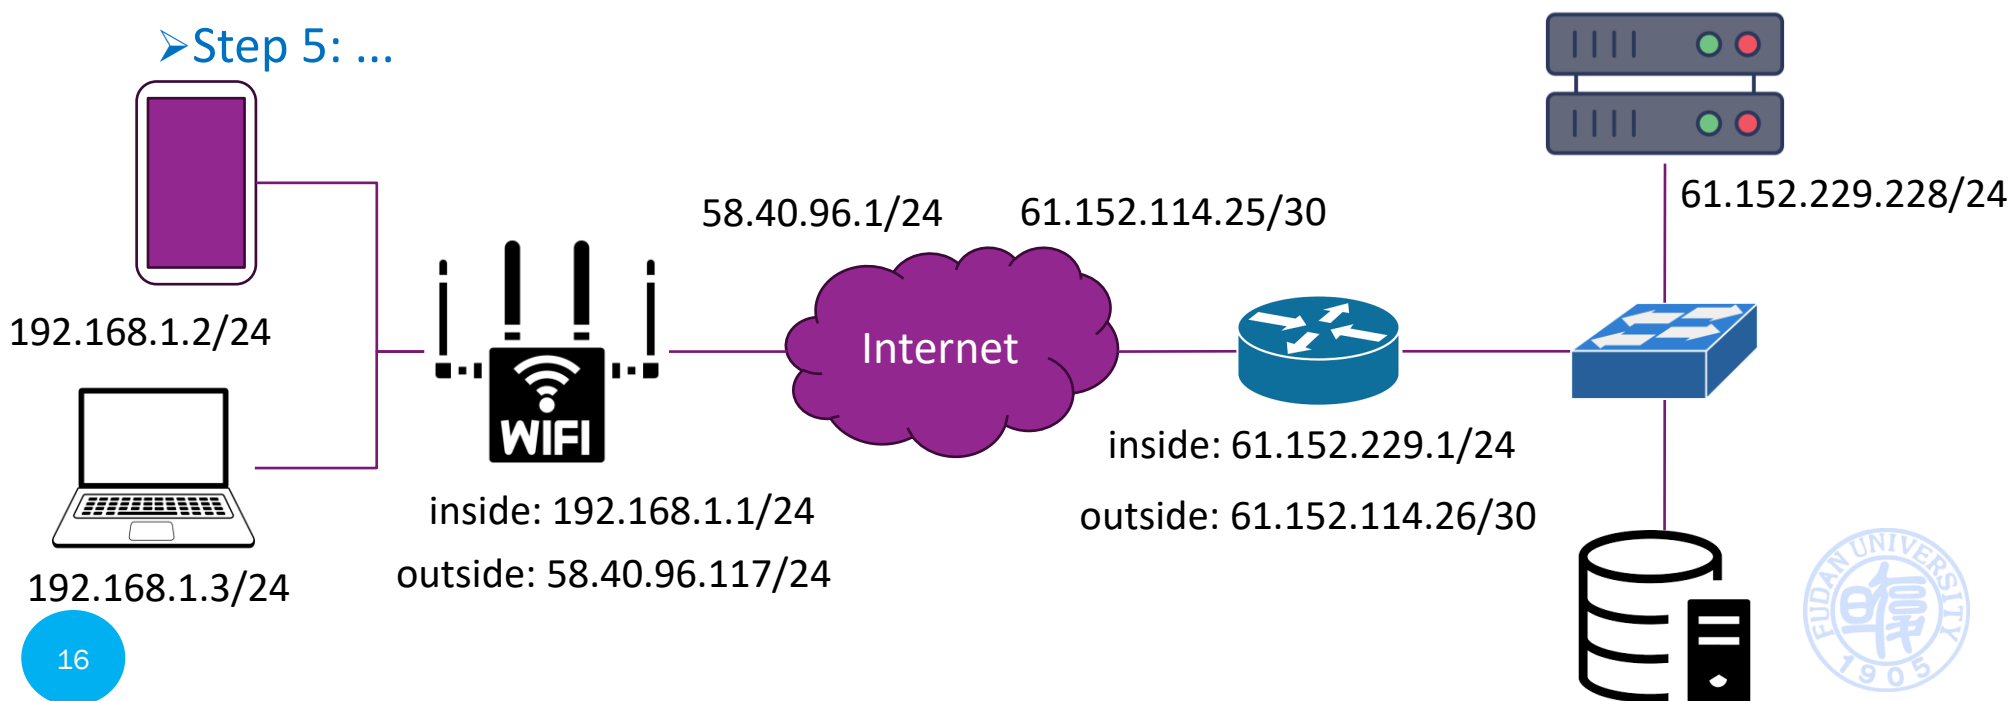 ➢Step 5: ...
61.152.229.228/24
58.40.96.1/24
61.152.114.25/30
192.168.1.2/24
Internet
WIFI
inside: 61.152.229.1/24
inside: 192.168.1.1/24
outside: 61.152.114.26/30
outside: 58.40.96.117/24
192.168.1.3/24
16
FUDAN UNIVERSITY
1905